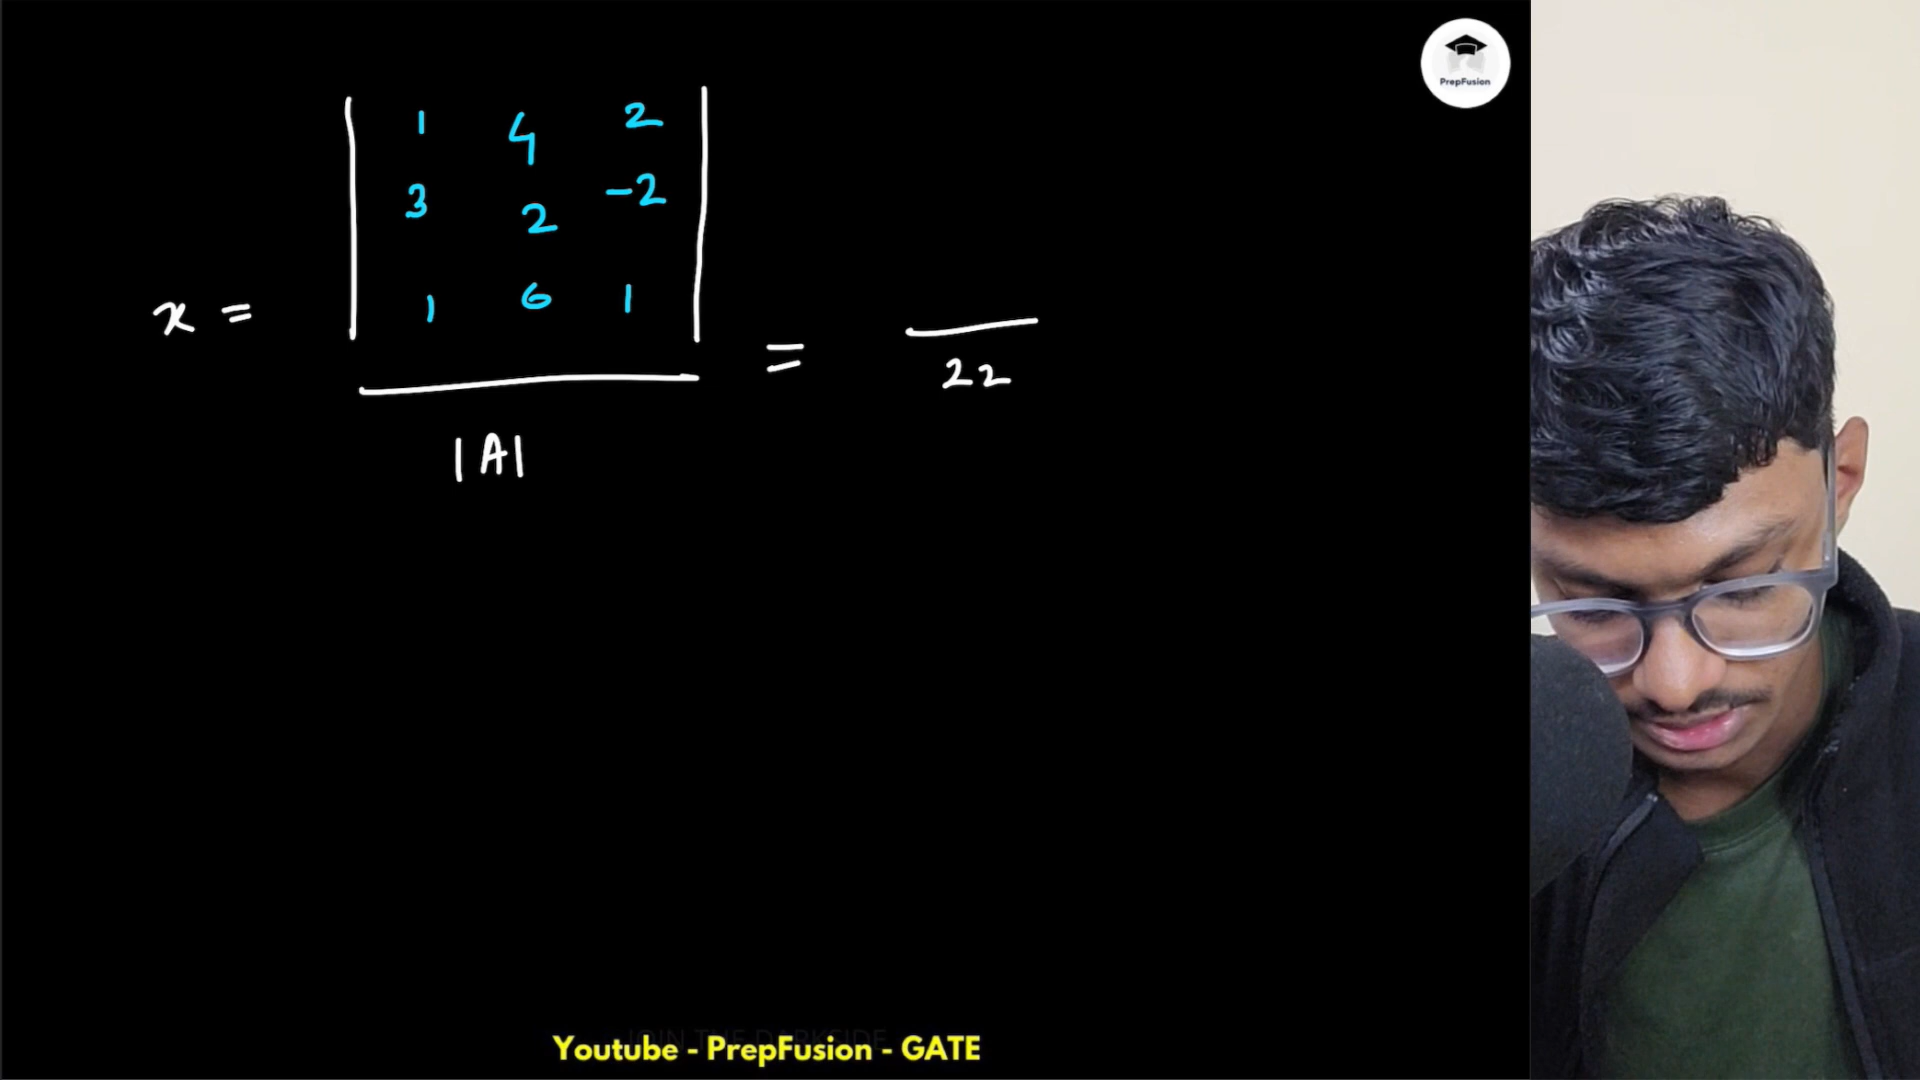 PrepFusion
1 4 2
3 2 -2
1 6 1
x =
=
22
|A|
Youtube - PrepFusion - GATE